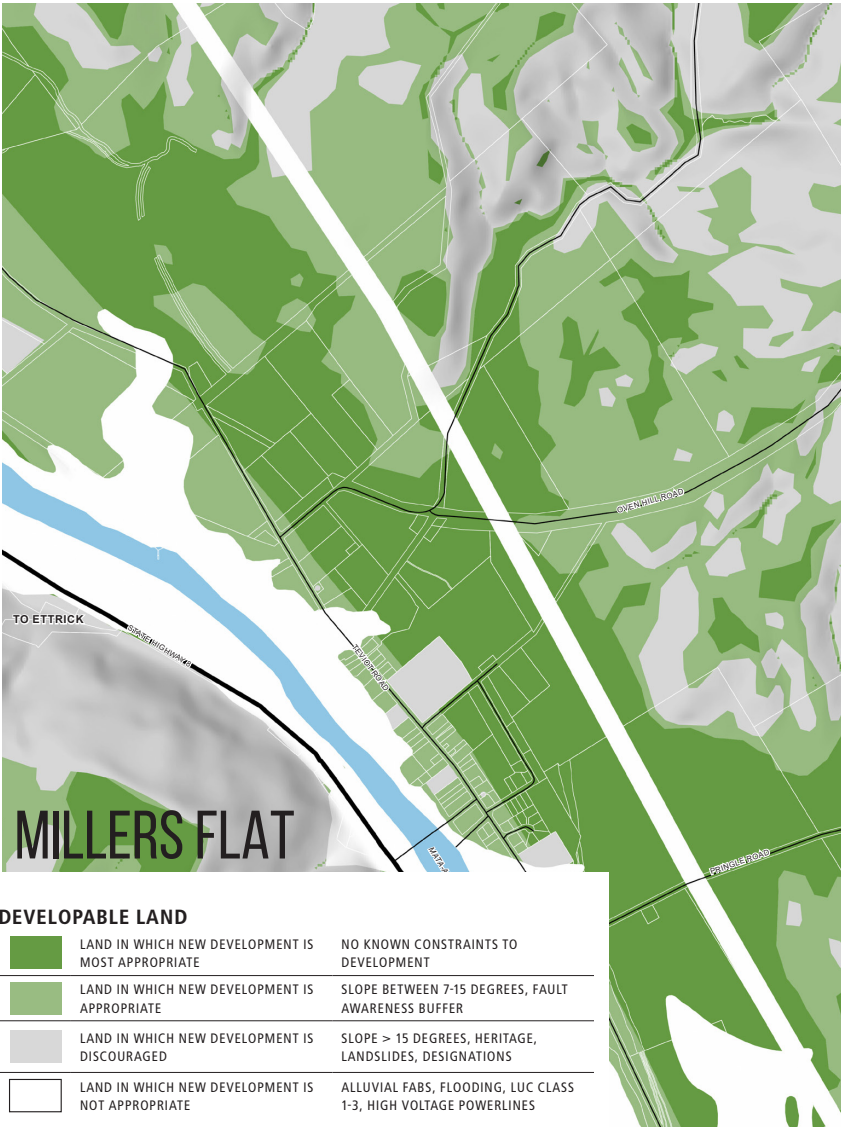 OVEN HILL ROAD
TO ETTRICK
STATE HIGHWAY 8
TEVIOT ROAD
MILLERS FLAT
PRINGLE ROAD
DEVELOPABLE LAND
LAND IN WHICH NEW DEVELOPMENT IS
MOST APPROPRIATE
NO KNOWN CONSTRAINTS TO
DEVELOPMENT
LAND IN WHICH NEW DEVELOPMENT IS
APPROPRIATE
SLOPE BETWEEN 7-15 DEGREES, FAULT
AWARENESS BUFFER
LAND IN WHICH NEW DEVELOPMENT IS
DISCOURAGED
SLOPE > 15 DEGREES, HERITAGE,
LANDSLIDES, DESIGNATIONS
LAND IN WHICH NEW DEVELOPMENT IS
NOT APPROPRIATE
ALLUVIAL FABS, FLOODING, LUC CLASS
1-3, HIGH VOLTAGE POWERLINES